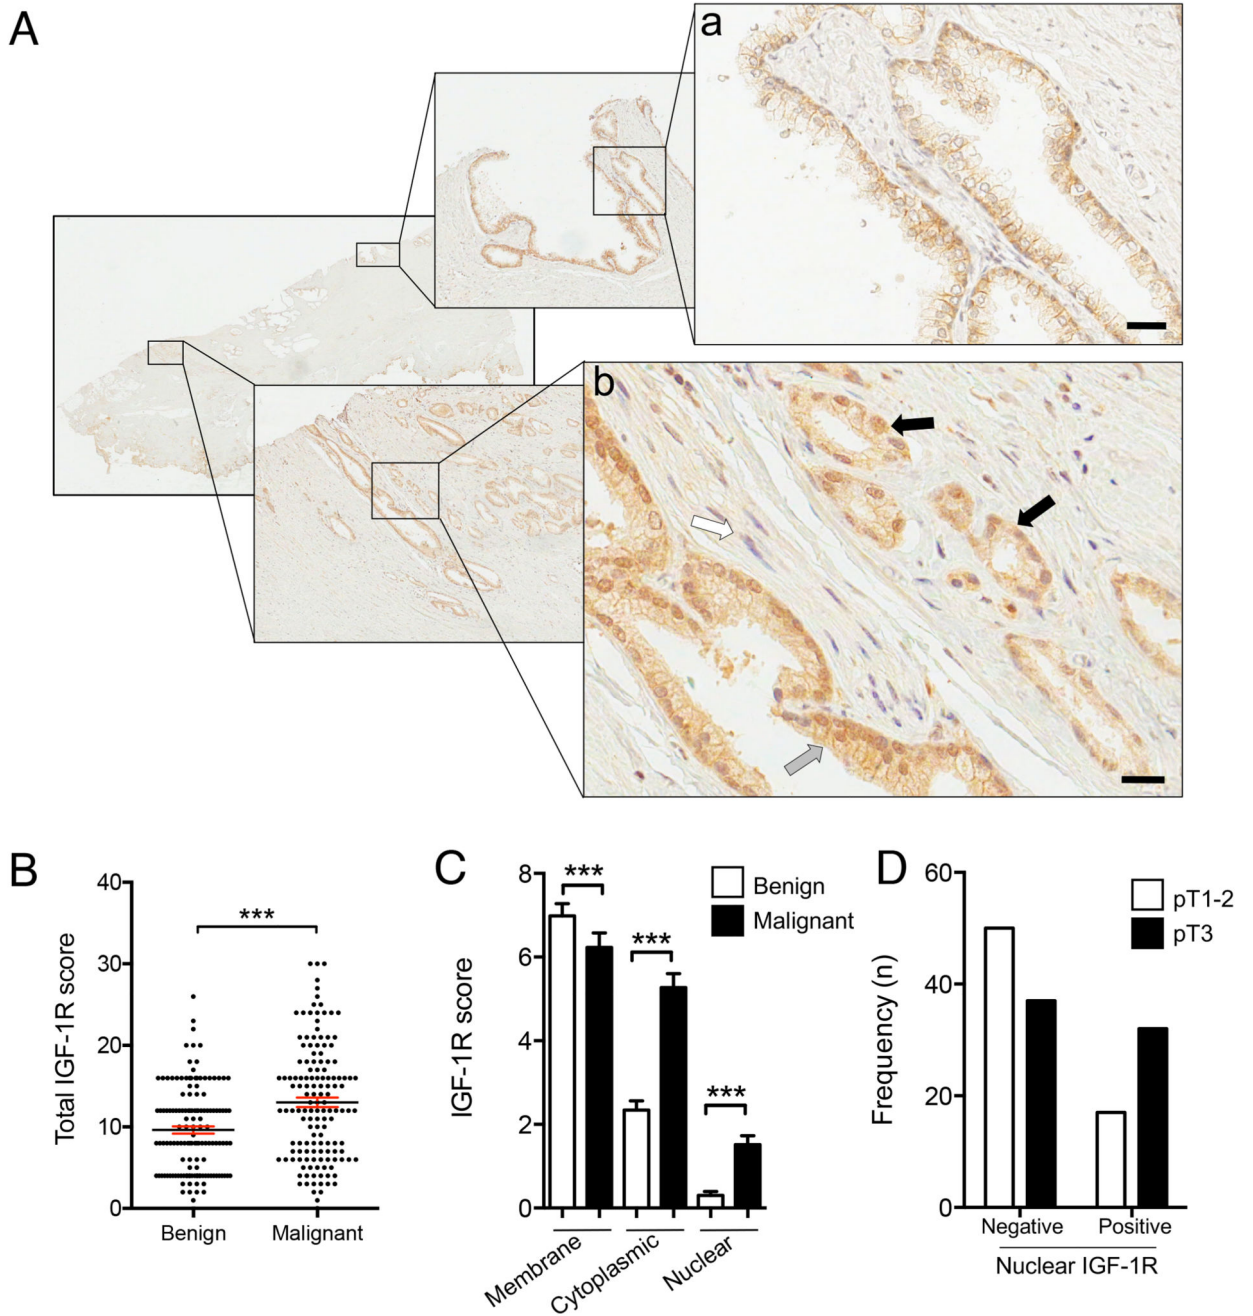 A
a
b
B
Total IGF-1R score
40
30
20
10
0
***
Benign
Malignant
C
IGF-1R score
8
6
4
2
0
***
***
***
Benign
Malignant
Membrane
Cytoplasmic
Nuclear
D
Frequency (n)
60
40
20
0
pT1-2
pT3
Negative
Positive
Nuclear IGF-1R